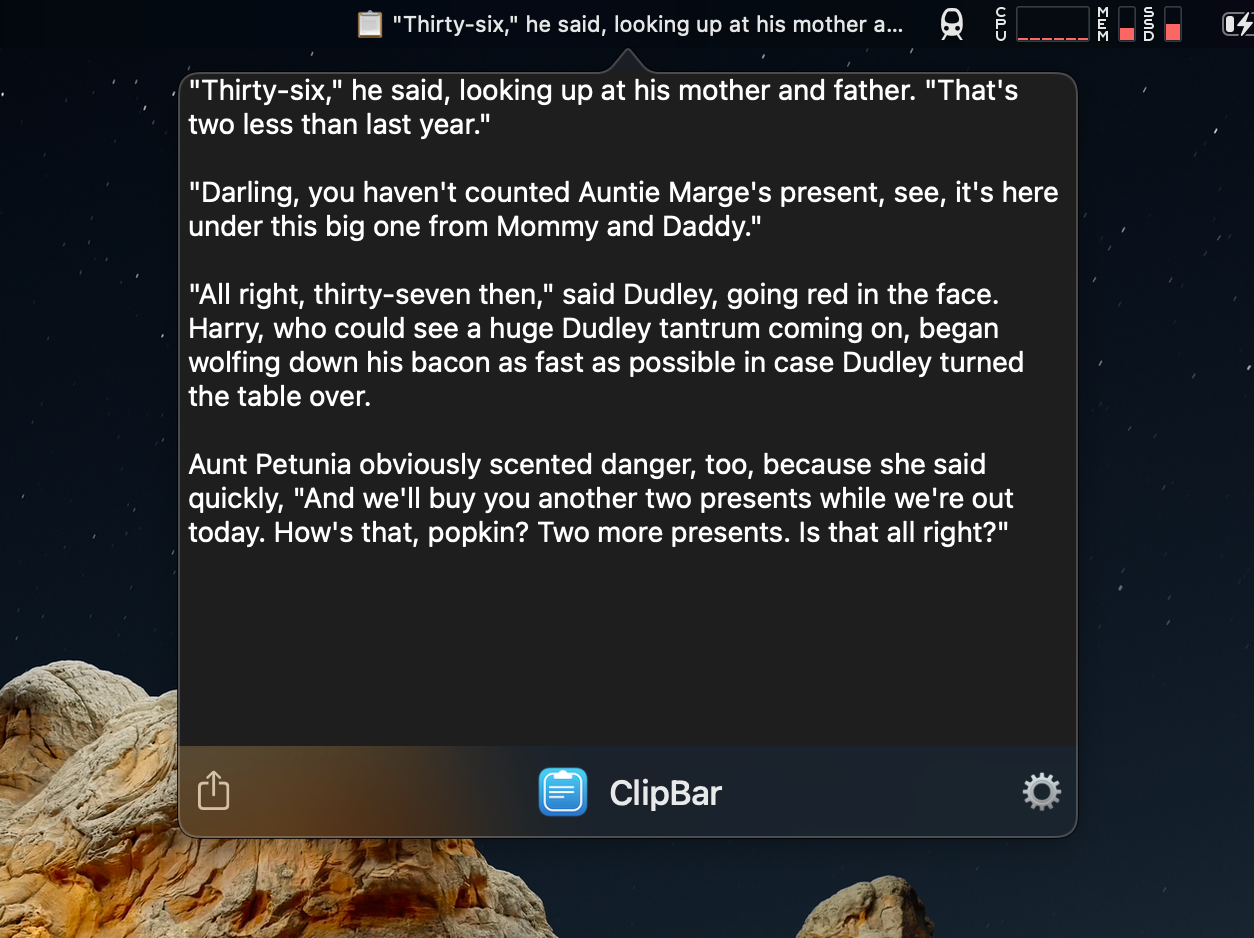 "Thirty-six," he said, looking up at his mother a...
CPU
MEM
SSD
"Thirty-six," he said, looking up at his mother and father. "That's
two less than last year."
"Darling, you haven't counted Auntie Marge's present, see, it's here
under this big one from Mommy and Daddy."
"All right, thirty-seven then," said Dudley, going red in the face.
Harry, who could see a huge Dudley tantrum coming on, began
wolfing down his bacon as fast as possible in case Dudley turned
the table over.
Aunt Petunia obviously scented danger, too, because she said
quickly, "And we'll buy you another two presents while we're out
today. How's that, popkin? Two more presents. Is that all right?"
ClipBar